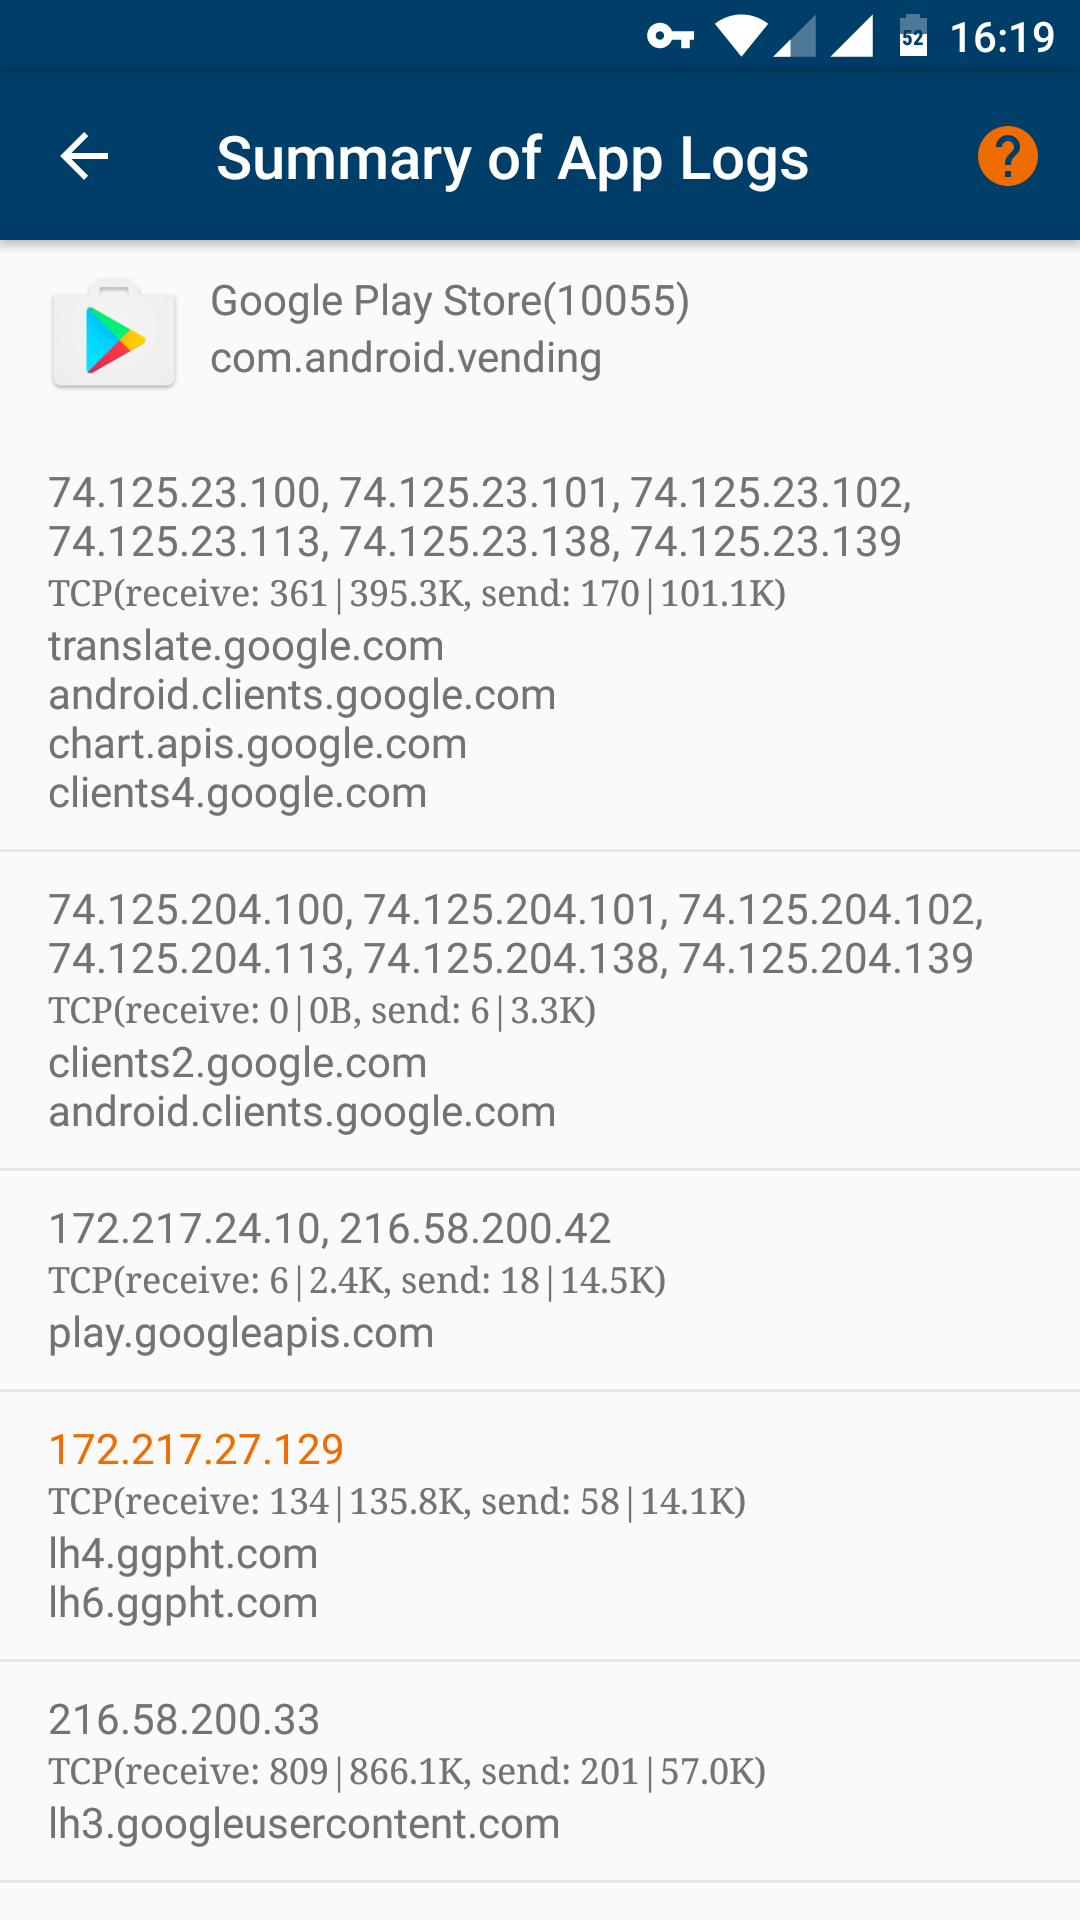 52 16:19
Summary of App Logs ?
Google Play Store(10055)
com.android.vending
74.125.23.100, 74.125.23.101, 74.125.23.102,
74.125.23.113, 74.125.23.138, 74.125.23.139
TCP(receive: 361|395.3K, send: 170|101.1K)
translate.google.com
android.clients.google.com
chart.apis.google.com
clients4.google.com
74.125.204.100, 74.125.204.101, 74.125.204.102,
74.125.204.113, 74.125.204.138, 74.125.204.139
TCP(receive: 0|0B, send: 6|3.3K)
clients2.google.com
android.clients.google.com
172.217.24.10, 216.58.200.42
TCP(receive: 6|2.4K, send: 18|14.5K)
play.googleapis.com
172.217.27.129
TCP(receive: 134|135.8K, send: 58|14.1K)
lh4.ggpht.com
lh6.ggpht.com
216.58.200.33
TCP(receive: 809|866.1K, send: 201|57.0K)
lh3.googleusercontent.com